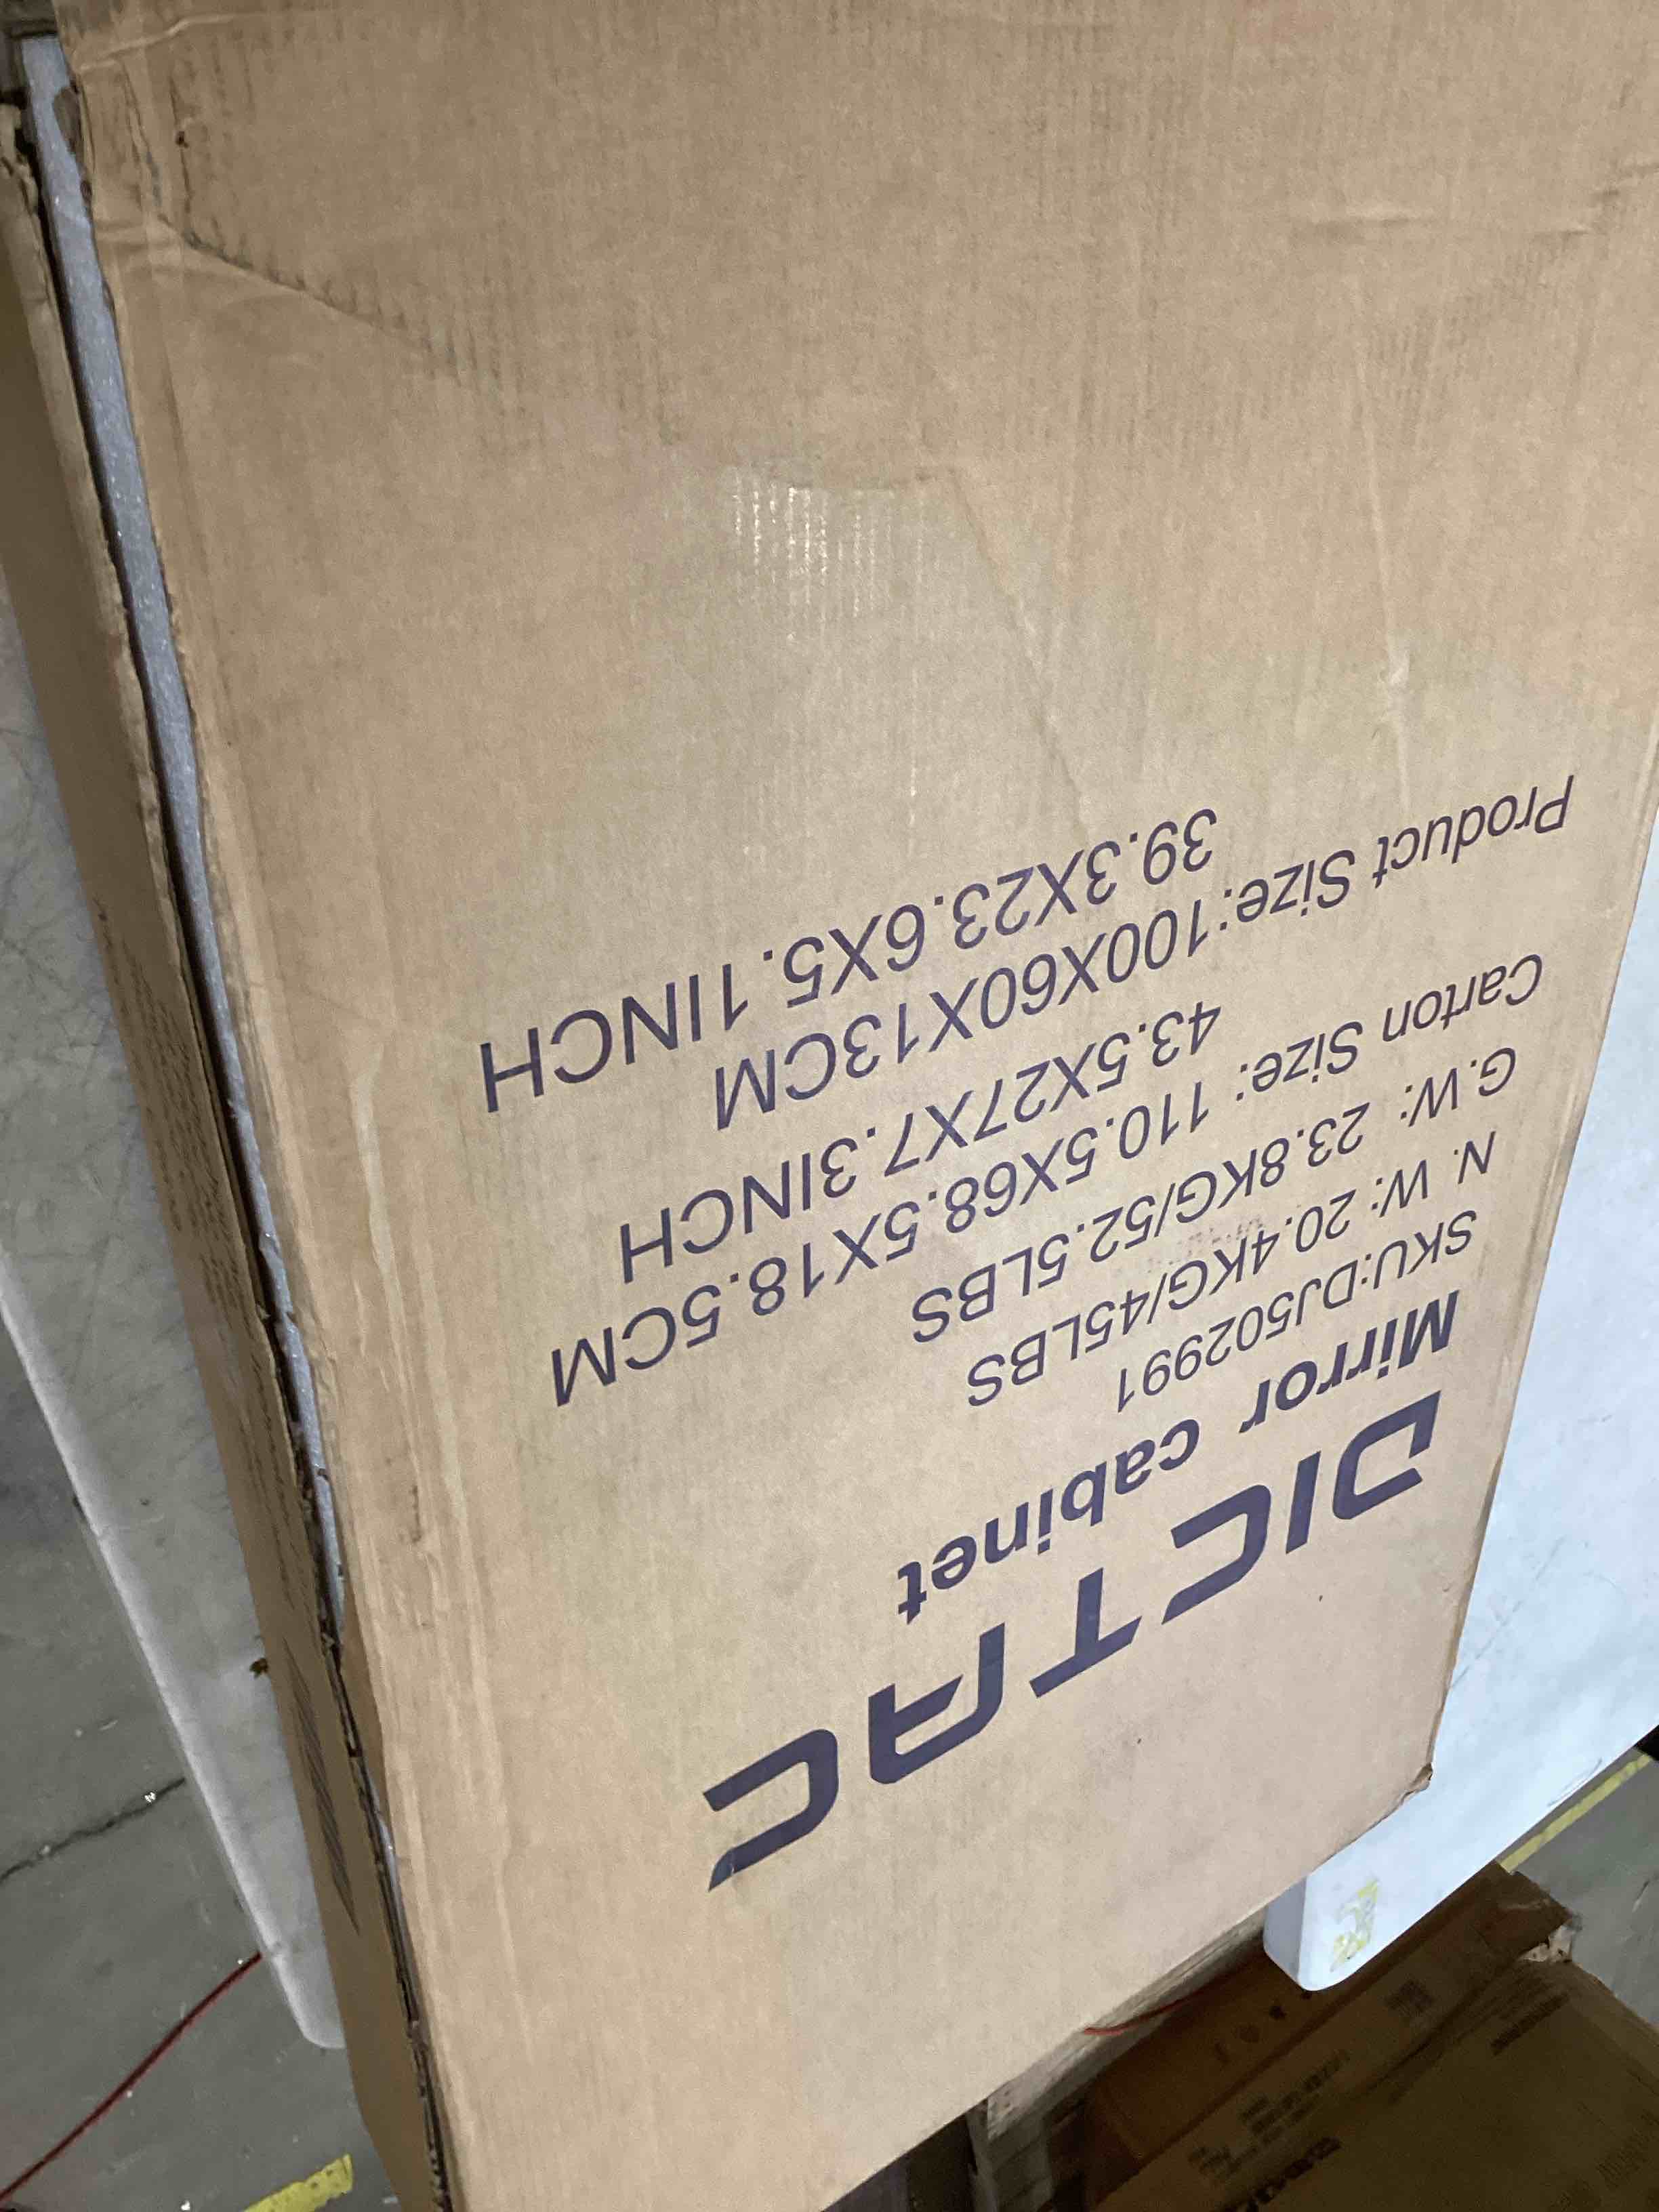 DICTAC
Mirror cabinet
SKU:DJ502991
N. W: 20.4KG/45LBS
G.W: 23.8KG/52.5LBS
Carton Size: 110.5X68.5X18.5CM
43.5X27X7.3INCH
Product Size:100X60X13CM
39.3X23.6X5.1INCH